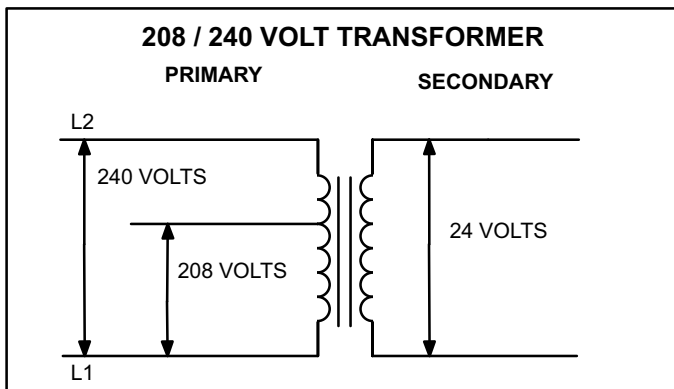 208 / 240 VOLT TRANSFORMER
PRIMARY
SECONDARY
L2
240 VOLTS
24 VOLTS
208 VOLTS
L1